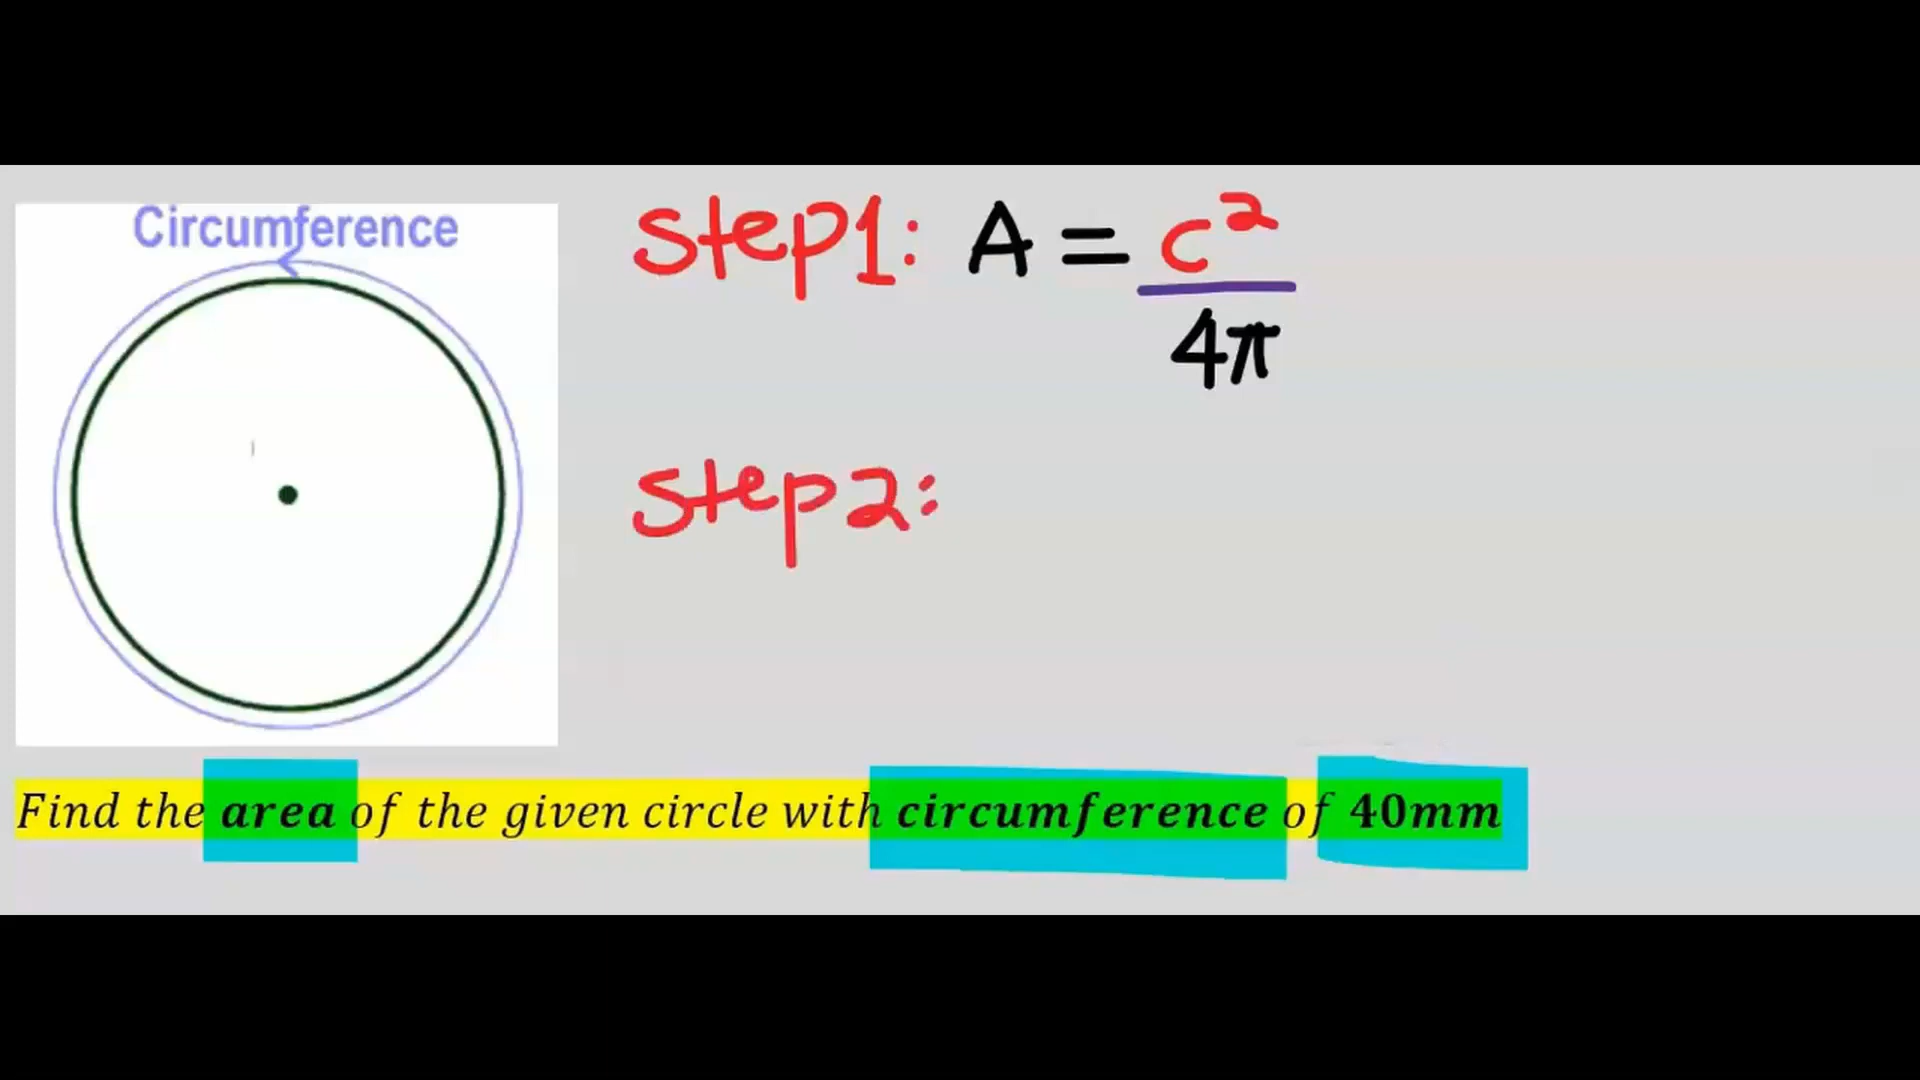 Circumference
step1: A = c²
4π
step2:
Find the area of the given circle with circumference of 40mm